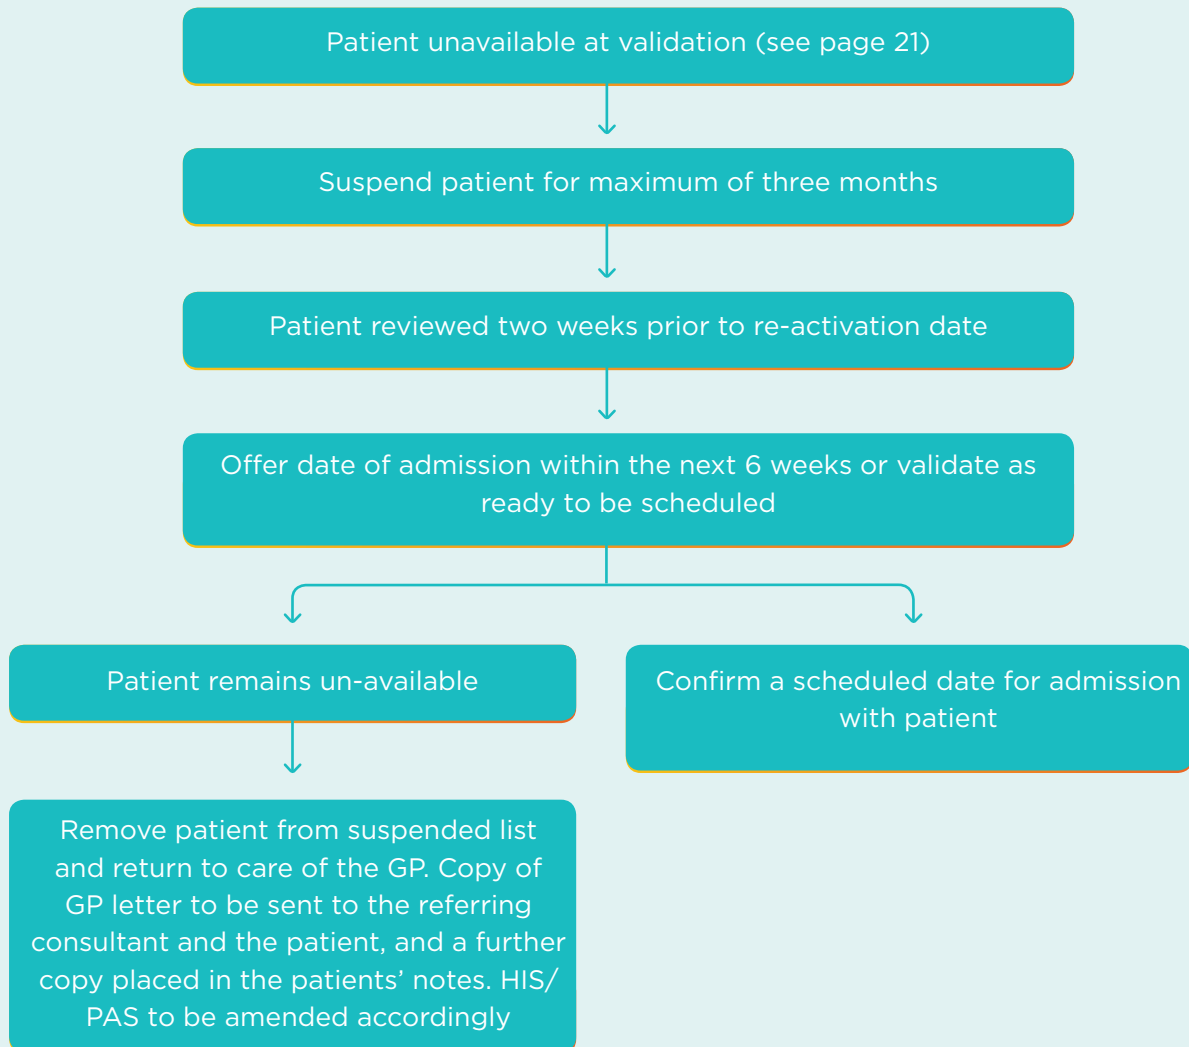 Patient unavailable at validation (see page 21)
Suspend patient for maximum of three months
Patient reviewed two weeks prior to re-activation date
Offer date of admission within the next 6 weeks or validate as
ready to be scheduled
Patient remains un-available
Confirm a scheduled date for admission
with patient
Remove patient from suspended list
and return to care of the GP. Copy of
GP letter to be sent to the referring
consultant and the patient, and a further
copy placed in the patients’ notes. HIS/
PAS to be amended accordingly